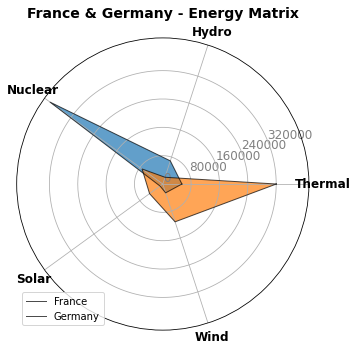 France & Germany - Energy Matrix
Hydro
Nuclear
320000
240000
160000
80000
Thermal
Solar
France
Germany
Wind